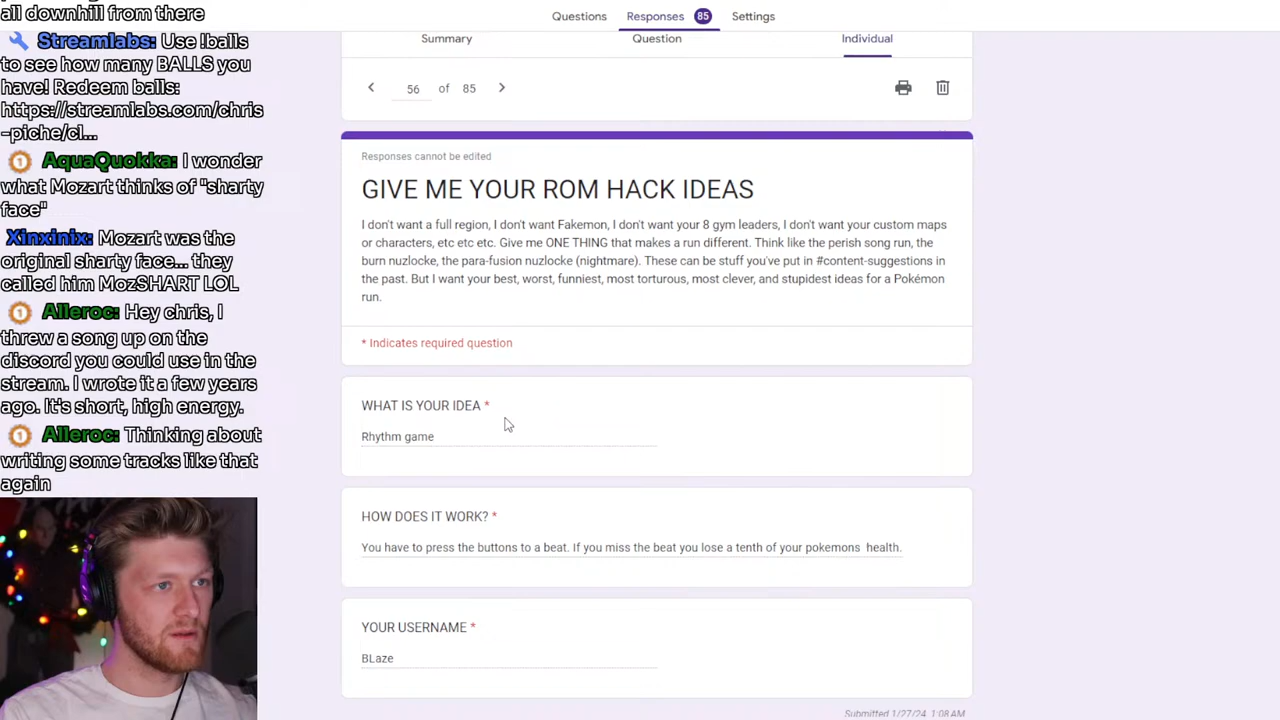 all downhill from there
Streamlabs: Use !balls
to see how many BALLS you
have! Redeem balls:
https://streamlabs.com/chris
-piche/cl...
AquaQuokka: I wonder
what Mozart thinks of "sharty
face"
Xinxinix: Mozart was the
original sharty face... they
called him MozSHART LOL
Alleroc: Hey chris, I
threw a song up on the
discord you could use in the
stream. I wrote it a few years
ago. It's short, high energy.
Alleroc: Thinking about
writing some tracks like that
again
Questions Responses 85 Settings
Summary Question Individual
56 of 85
Responses cannot be edited
GIVE ME YOUR ROM HACK IDEAS
I don't want a full region, I don't want Fakemon, I don't want your 8 gym leaders, I don't want your custom maps
or characters, etc etc etc. Give me ONE THING that makes a run different. Think like the perish song run, the
burn nuzlocke, the para-fusion nuzlocke (nightmare). These can be stuff you've put in #content-suggestions in
the past. But I want your best, worst, funniest, most torturous, most clever, and stupidest ideas for a Pokémon
run.
* Indicates required question
WHAT IS YOUR IDEA *
Rhythm game
HOW DOES IT WORK? *
You have to press the buttons to a beat. If you miss the beat you lose a tenth of your pokemons health.
YOUR USERNAME *
BLaze
Submitted 1/27/24, 1:08 AM